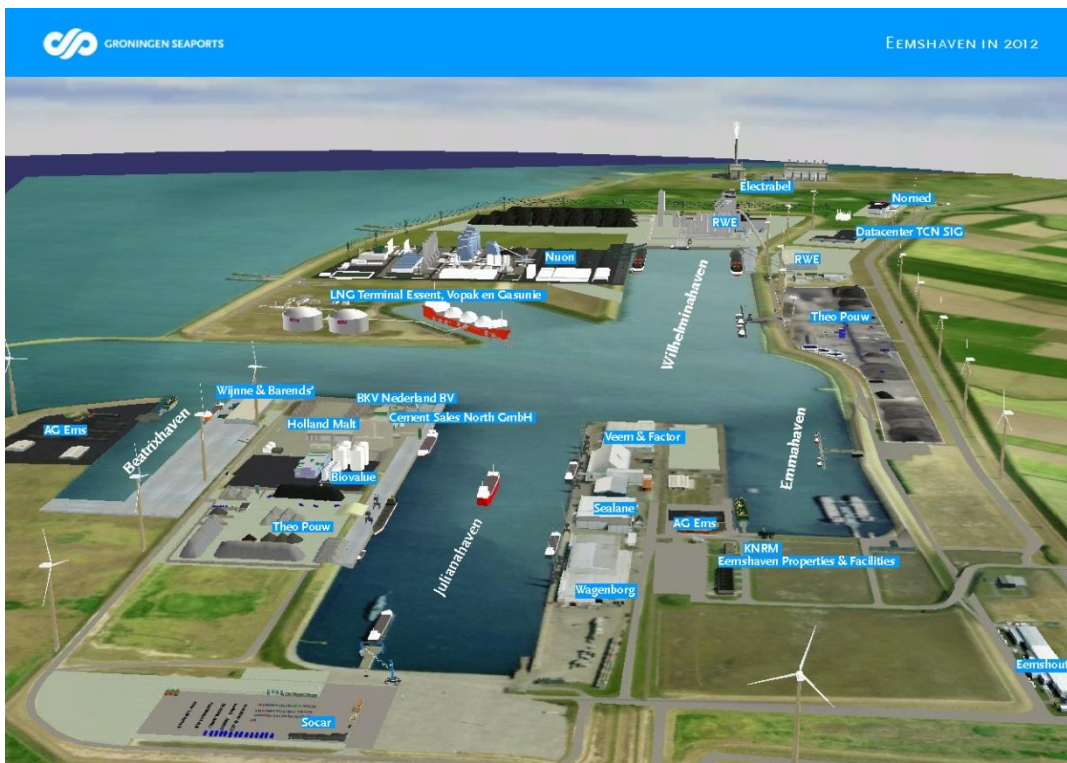 GRONINGEN SEAPORTS
EEMSHAVEN IN 2012
Electrabel
Norned
RWE
Datacenter TCN SIG
Nuon
RWE
LNG Terminal Essent, Vopak en Gasunie
Wilhelminahaven
Theo Pouw
Wijnne & Barends'
BKV Nederland BV
Cement Sales North GmbH
Holland Malt
AG Ems
Beatrixhaven
Veem & Factor
Emmahaven
Biovalue
Sealane
Theo Pouw
AG Ems
Julianahaven
KNRM
Eemshaven Properties & Facilities
Wagenborg
Eemshout
Socar